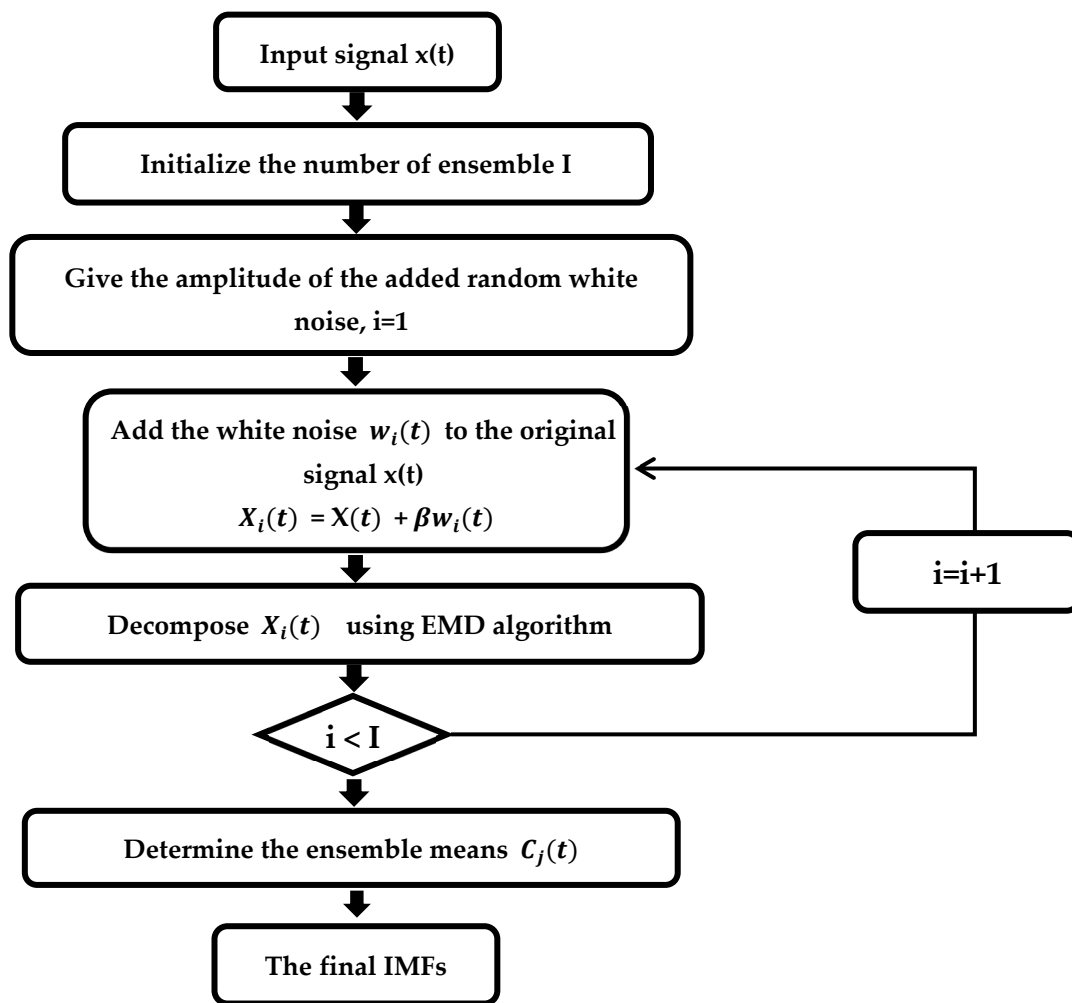 Input signal x(t)
Initialize the number of ensemble I
Give the amplitude of the added random white
noise, i=1
Add the white noise 𝒘ᵢ(𝒕) to the original
signal x(t)
𝑿ᵢ(𝒕) = X(𝒕) + 𝜷𝒘ᵢ(𝒕)
i=i+1
Decompose 𝑿ᵢ(𝒕) using EMD algorithm
i < I
Determine the ensemble means 𝑪ⱼ(𝒕)
The final IMFs